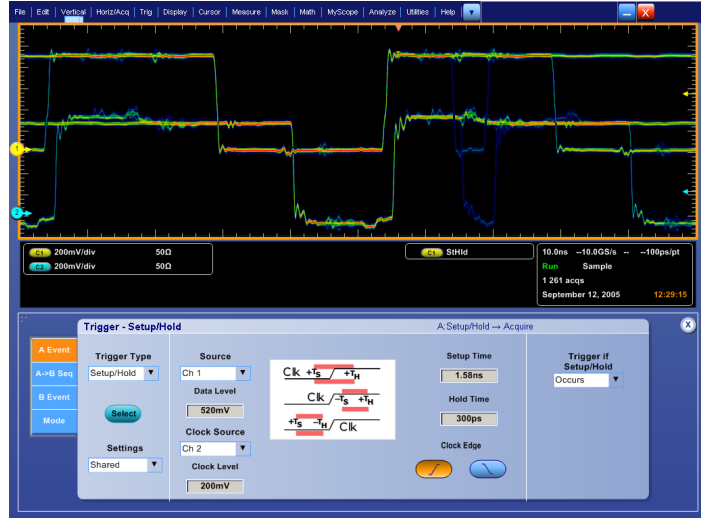 File | Edit | Vertical | Horiz/Acq | Trig | Display | Cursor | Measure | Mask | Math | MyScope | Analyze | Utilities | Help
X
1
2
C1 200mV/div 50Ω
C2 200mV/div 50Ω
C1 StHld
10.0ns --10.0GS/s -- --100ps/pt
Run Sample
1 261 acqs
September 12, 2005 12:29:15
Trigger - Setup/Hold
A:Setup/Hold → Acquire
X
A Event
A->B Seq
B Event
Mode
Trigger Type
Setup/Hold
Select
Settings
Shared
Source
Ch 1
Data Level
520mV
Clock Source
Ch 2
Clock Level
200mV
Clk +Ts +TH
Clk -Ts +TH
+Ts -TH Clk
Setup Time
1.58ns
Hold Time
300ps
Clock Edge
Trigger if
Setup/Hold
Occurs